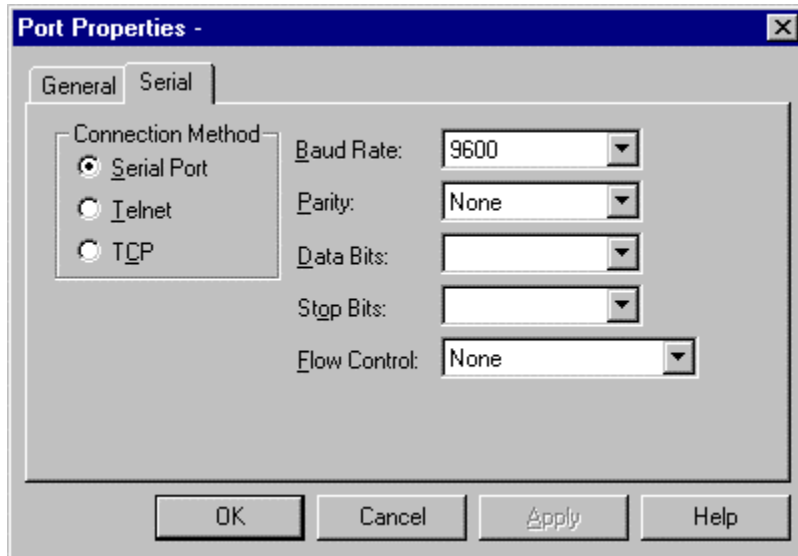 Port Properties -
General Serial
Connection Method
Serial Port
Telnet
TCP
Baud Rate: 9600
Parity: None
Data Bits:
Stop Bits:
Flow Control: None
OK Cancel Apply Help